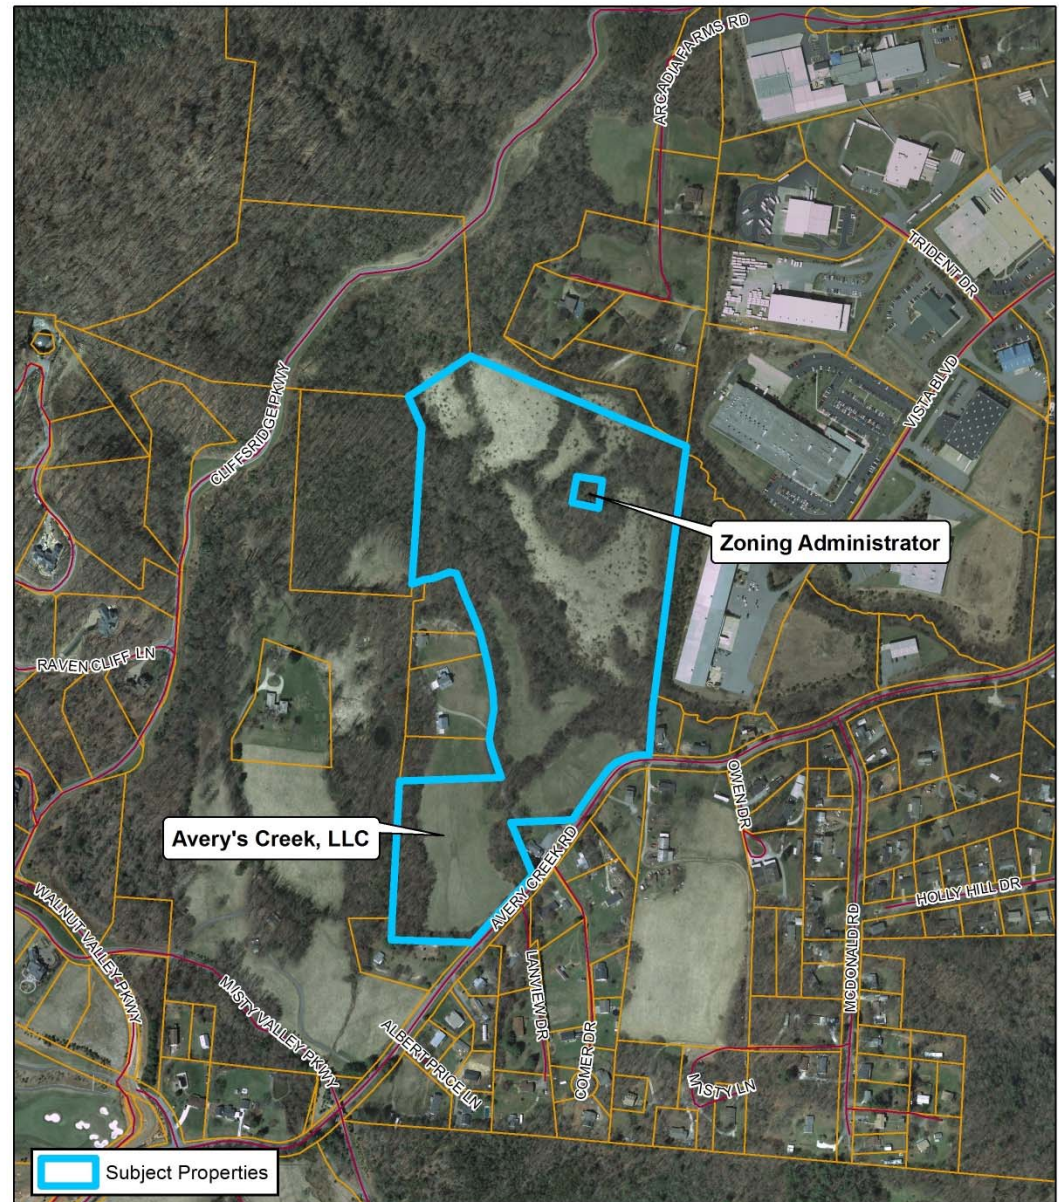 ARCADIA FARMS RD
TRIDENT DR
VISTA BLVD
CLIFFSRIDGE PKWY
Zoning Administrator
RAVEN CLIFF LN
Avery's Creek, LLC
OWEN DR
AVERY CREEK RD
HOLLY HILL DR
MCDONALD RD
WALNUT VALLEY PKWY
MISTY VALLEY PKWY
LANVIEW DR
ALBERT PRICE LN
COMER DR
MISTY LN
Subject Properties